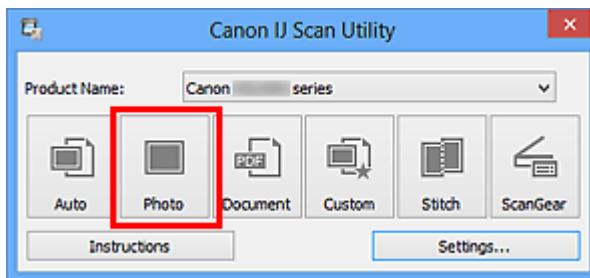 Canon IJ Scan Utility
Product Name: Canon series
PDF
Auto Photo Document Custom Stitch ScanGear
Instructions Settings...